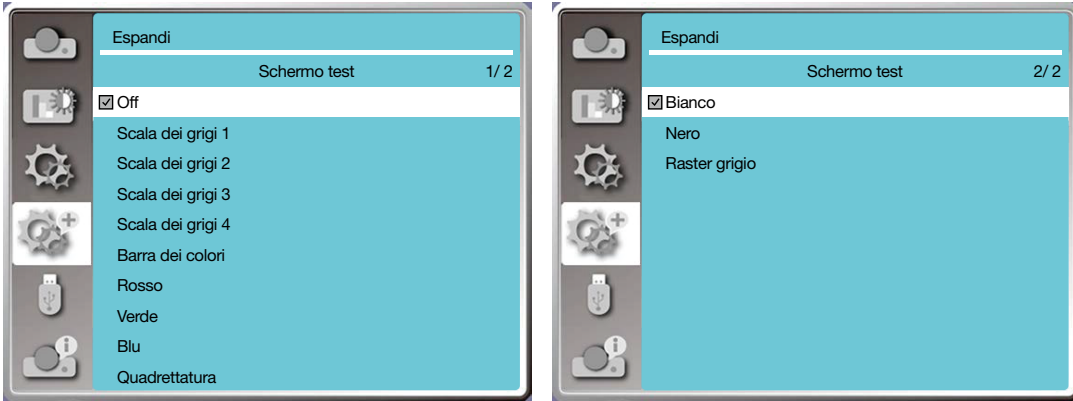 Espandi
Schermo test 1/ 2
Off
Scala dei grigi 1
Scala dei grigi 2
Scala dei grigi 3
Scala dei grigi 4
Barra dei colori
Rosso
Verde
Blu
Quadrettatura
Espandi
Schermo test 2/ 2
Bianco
Nero
Raster grigio